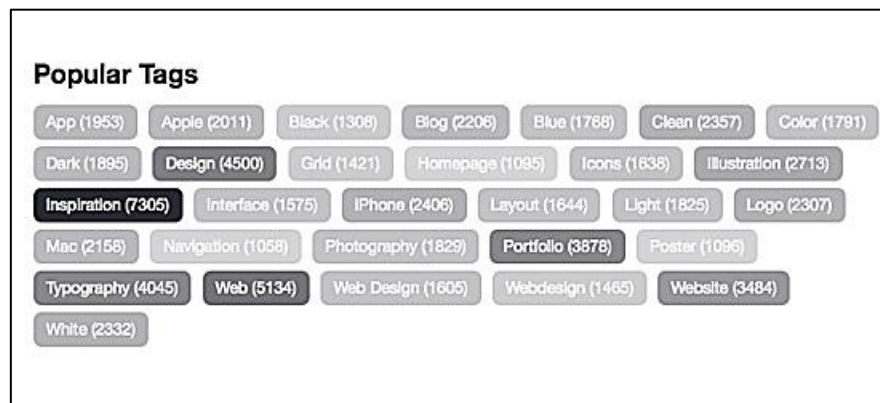 Popular Tags
App (1953) Apple (2011) Black (1308) Blog (2206) Blue (1768) Clean (2357) Color (1791)
Dark (1895) Design (4500) Grid (1421) Homepage (1095) Icons (1638) Illustration (2713)
Inspiration (7305) Interface (1575) iPhone (2406) Layout (1644) Light (1825) Logo (2307)
Mac (2158) Navigation (1058) Photography (1829) Portfolio (3878) Poster (1096)
Typography (4045) Web (5134) Web Design (1605) Webdesign (1465) Website (3484)
White (2332)